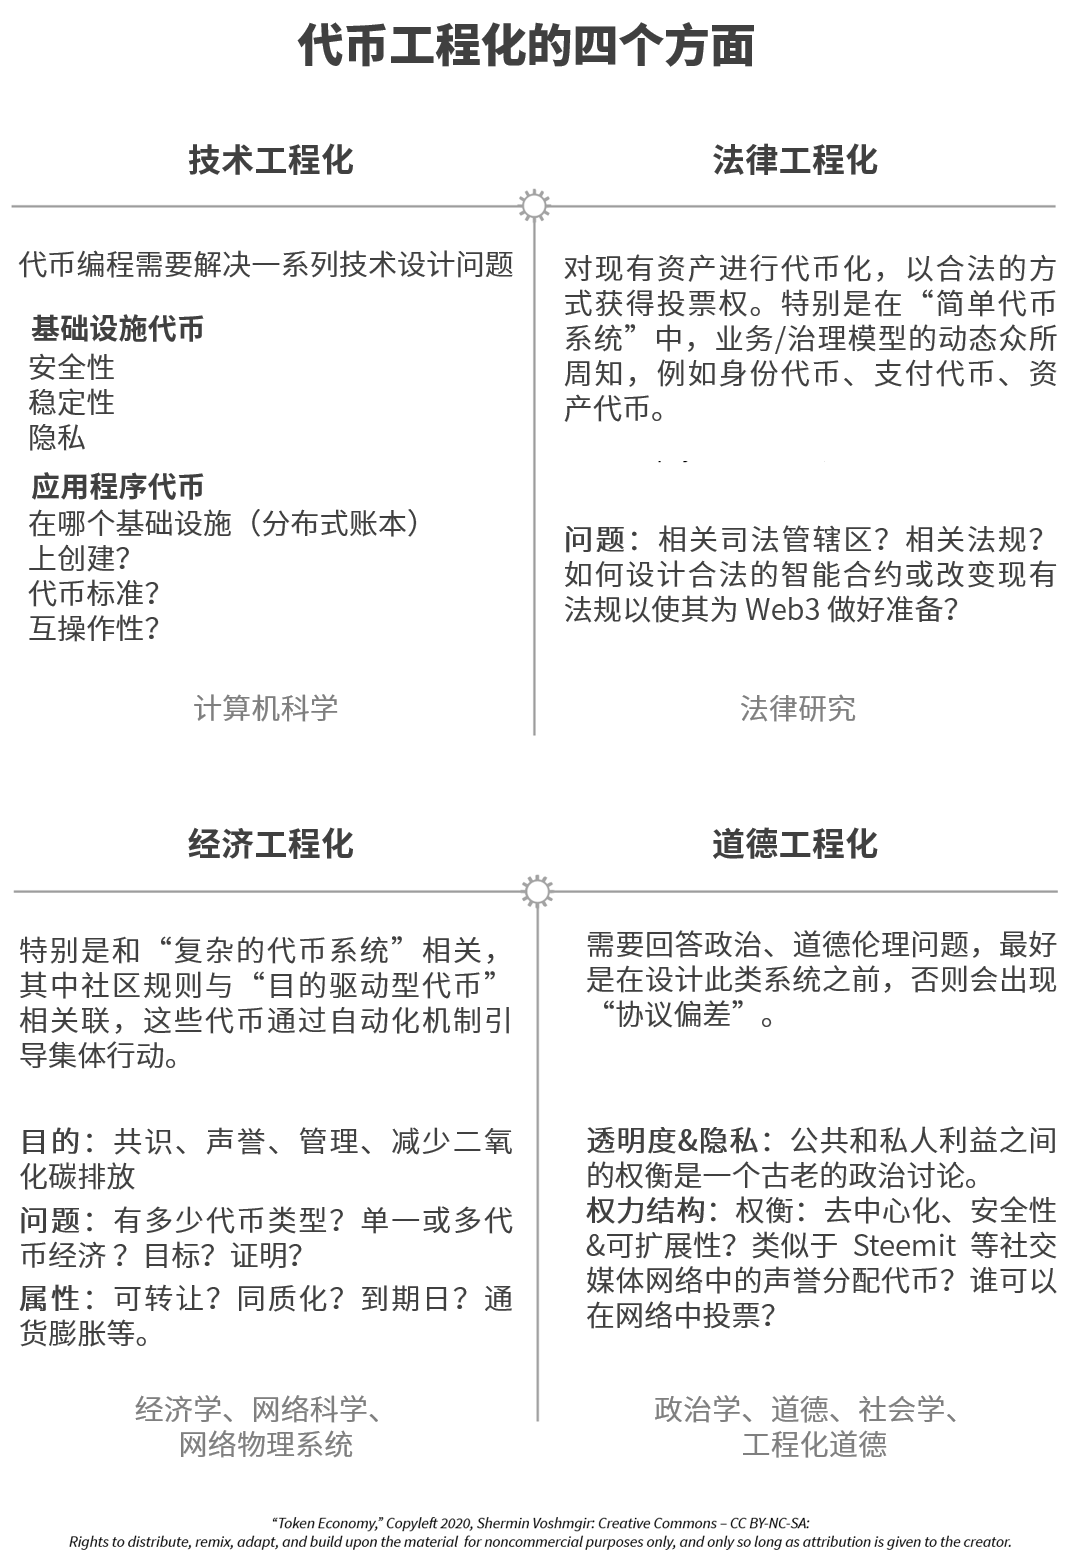 代币工程化的四个方面
技术工程化
代币编程需要解决一系列技术设计问题
基础设施代币
安全性
稳定性
隐私
应用程序代币
在哪个基础设施（分布式账本）
上创建？
代币标准？
互操作性？
计算机科学
法律工程化
对现有资产进行代币化，以合法的方
式获得投票权。特别是在“简单代币
系统”中，业务/治理模型的动态众所
周知，例如身份代币、支付代币、资
产代币。
问题：相关司法管辖区？相关法规？
如何设计合法的智能合约或改变现有
法规以使其为 Web3 做好准备？
法律研究
经济工程化
特别是和“复杂的代币系统”相关，
其中社区规则与“目的驱动型代币”
相关联，这些代币通过自动化机制引
导集体行动。
目的：共识、声誉、管理、减少二氧
化碳排放
问题：有多少代币类型？单一或多代
币经济？目标？证明？
属性：可转让？同质化？到期日？通
货膨胀等。
经济学、网络科学、
网络物理系统
道德工程化
需要回答政治、道德伦理问题，最好
是在设计此类系统之前，否则会出现
“协议偏差”。
透明度&隐私：公共和私人利益之间
的权衡是一个古老的政治讨论。
权力结构：权衡：去中心化、安全性
&可扩展性？类似于 Steemit 等社交
媒体网络中的声誉分配代币？谁可以
在网络中投票？
政治学、道德、社会学、
工程化道德
“Token Economy,” Copyleft 2020, Shermin Voshmgir: Creative Commons – CC BY-NC-SA:
Rights to distribute, remix, adapt, and build upon the material for noncommercial purposes only, and only so long as attribution is given to the creator.